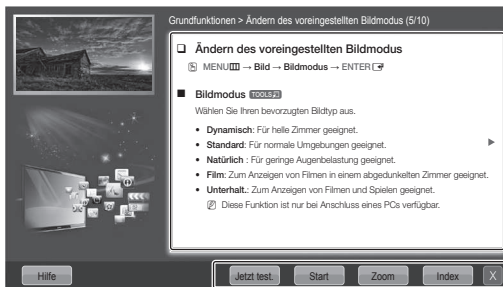 Grundfunktionen > Ändern des voreingestellten Bildmodus (5/10)
Ändern des voreingestellten Bildmodus
MENU → Bild → Bildmodus → ENTER
Bildmodus TOOLS
Wählen Sie Ihren bevorzugten Bildtyp aus.
• Dynamisch: Für helle Zimmer geeignet.
• Standard: Für normale Umgebungen geeignet.
• Natürlich : Für geringe Augenbelastung geeignet.
• Film: Zum Anzeigen von Filmen in einem abgedunkelten Zimmer geeignet.
• Unterhalt.: Zum Anzeigen von Filmen und Spielen geeignet.
Diese Funktion ist nur bei Anschluss eines PCs verfügbar.
Hilfe Jetzt test. Start Zoom Index X